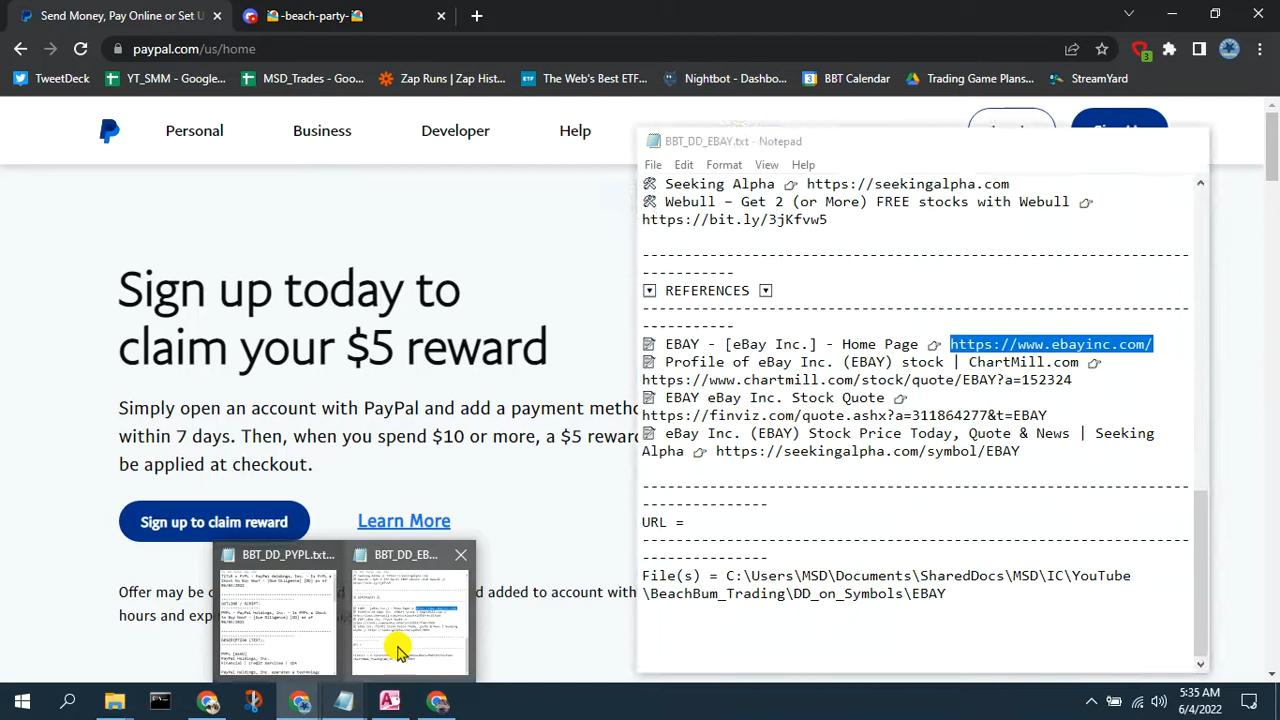 Send Money, Pay Online or Set U
-beach-party-
paypal.com/us/home
3
TweetDeck
YT_SMM - Google...
MSD_Trades - Goo...
Zap Runs | Zap Hist...
ETF
The Web's Best ETF...
Nightbot - Dashbo...
BBT Calendar
Trading Game Plans...
StreamYard
Personal
Business
Developer
Help
Sign up today to
claim your $5 reward
Simply open an account with PayPal and add a payment metho
within 7 days. Then, when you spend $10 or more, a $5 reward
be applied at checkout.
Sign up to claim reward
Learn More
Offer may be c
d added to account with
hours and exp
BBT_DD_EBAY.txt - Notepad
File Edit Format View Help
🛠 Seeking Alpha 👉 https://seekingalpha.com
🛠 Webull – Get 2 (or More) FREE stocks with Webull 👉
https://bit.ly/3jKfvw5
-----------------------------------------------------------------
-----------
▼ REFERENCES ▼
-----------------------------------------------------------------
-----------
📝 EBAY - [eBay Inc.] - Home Page 👉 https://www.ebayinc.com/
📝 Profile of eBay Inc. (EBAY) stock | ChartMill.com 👉
https://www.chartmill.com/stock/quote/EBAY?a=152324
📝 EBAY eBay Inc. Stock Quote 👉
https://finviz.com/quote.ashx?a=311864277&t=EBAY
📝 eBay Inc. (EBAY) Stock Price Today, Quote & News | Seeking
Alpha 👉 https://seekingalpha.com/symbol/EBAY
-----------------------------------------------------------------
---------------
URL =
-----------------------------------------------------------------
---------------
File(s) = C:\Users\MSD\Documents\SharedDocs\MSD\IC\YouTube
\BeachBum_Trading\DD_on_Symbols\EBAY
BBT_DD_PYPL.txt...
BBT_DD_EB...
5:35 AM
6/4/2022